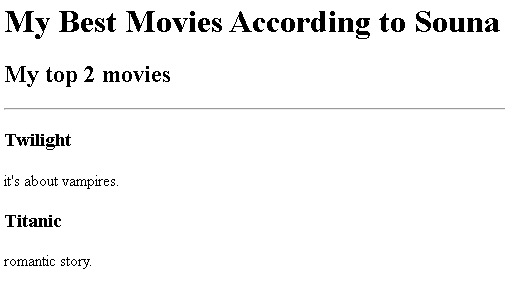 My Best Movies According to Souna
My top 2 movies
Twilight
it's about vampires.
Titanic
romantic story.